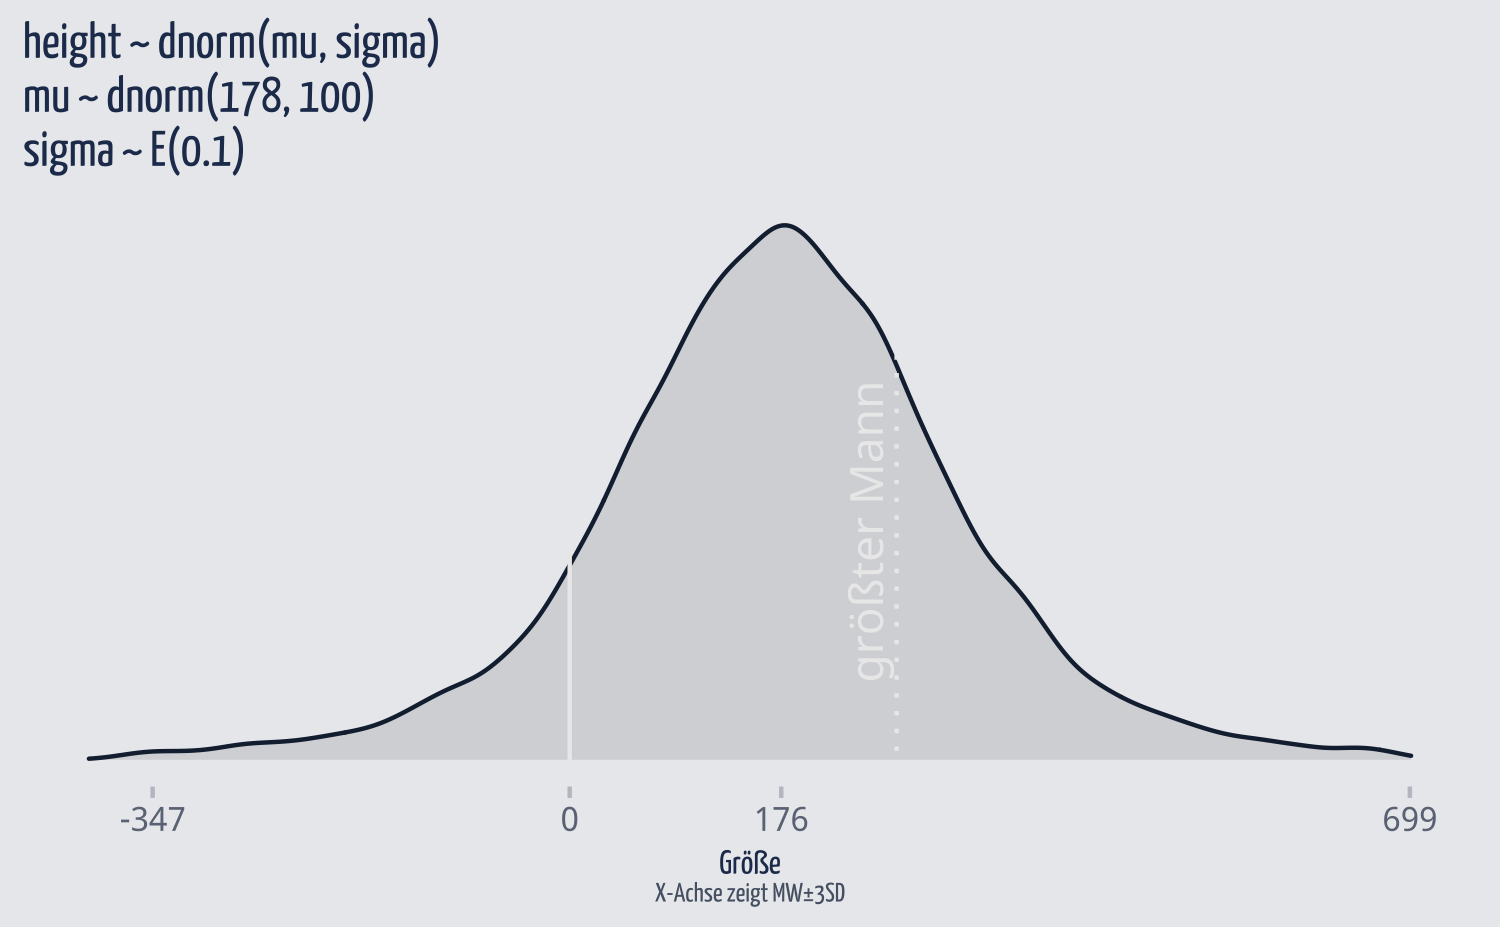 height ~ dnorm(mu, sigma)
mu ~ dnorm(178, 100)
sigma ~ E(0.1)
größter Mann
-347
0
176
699
Größe
X-Achse zeigt MW±3SD